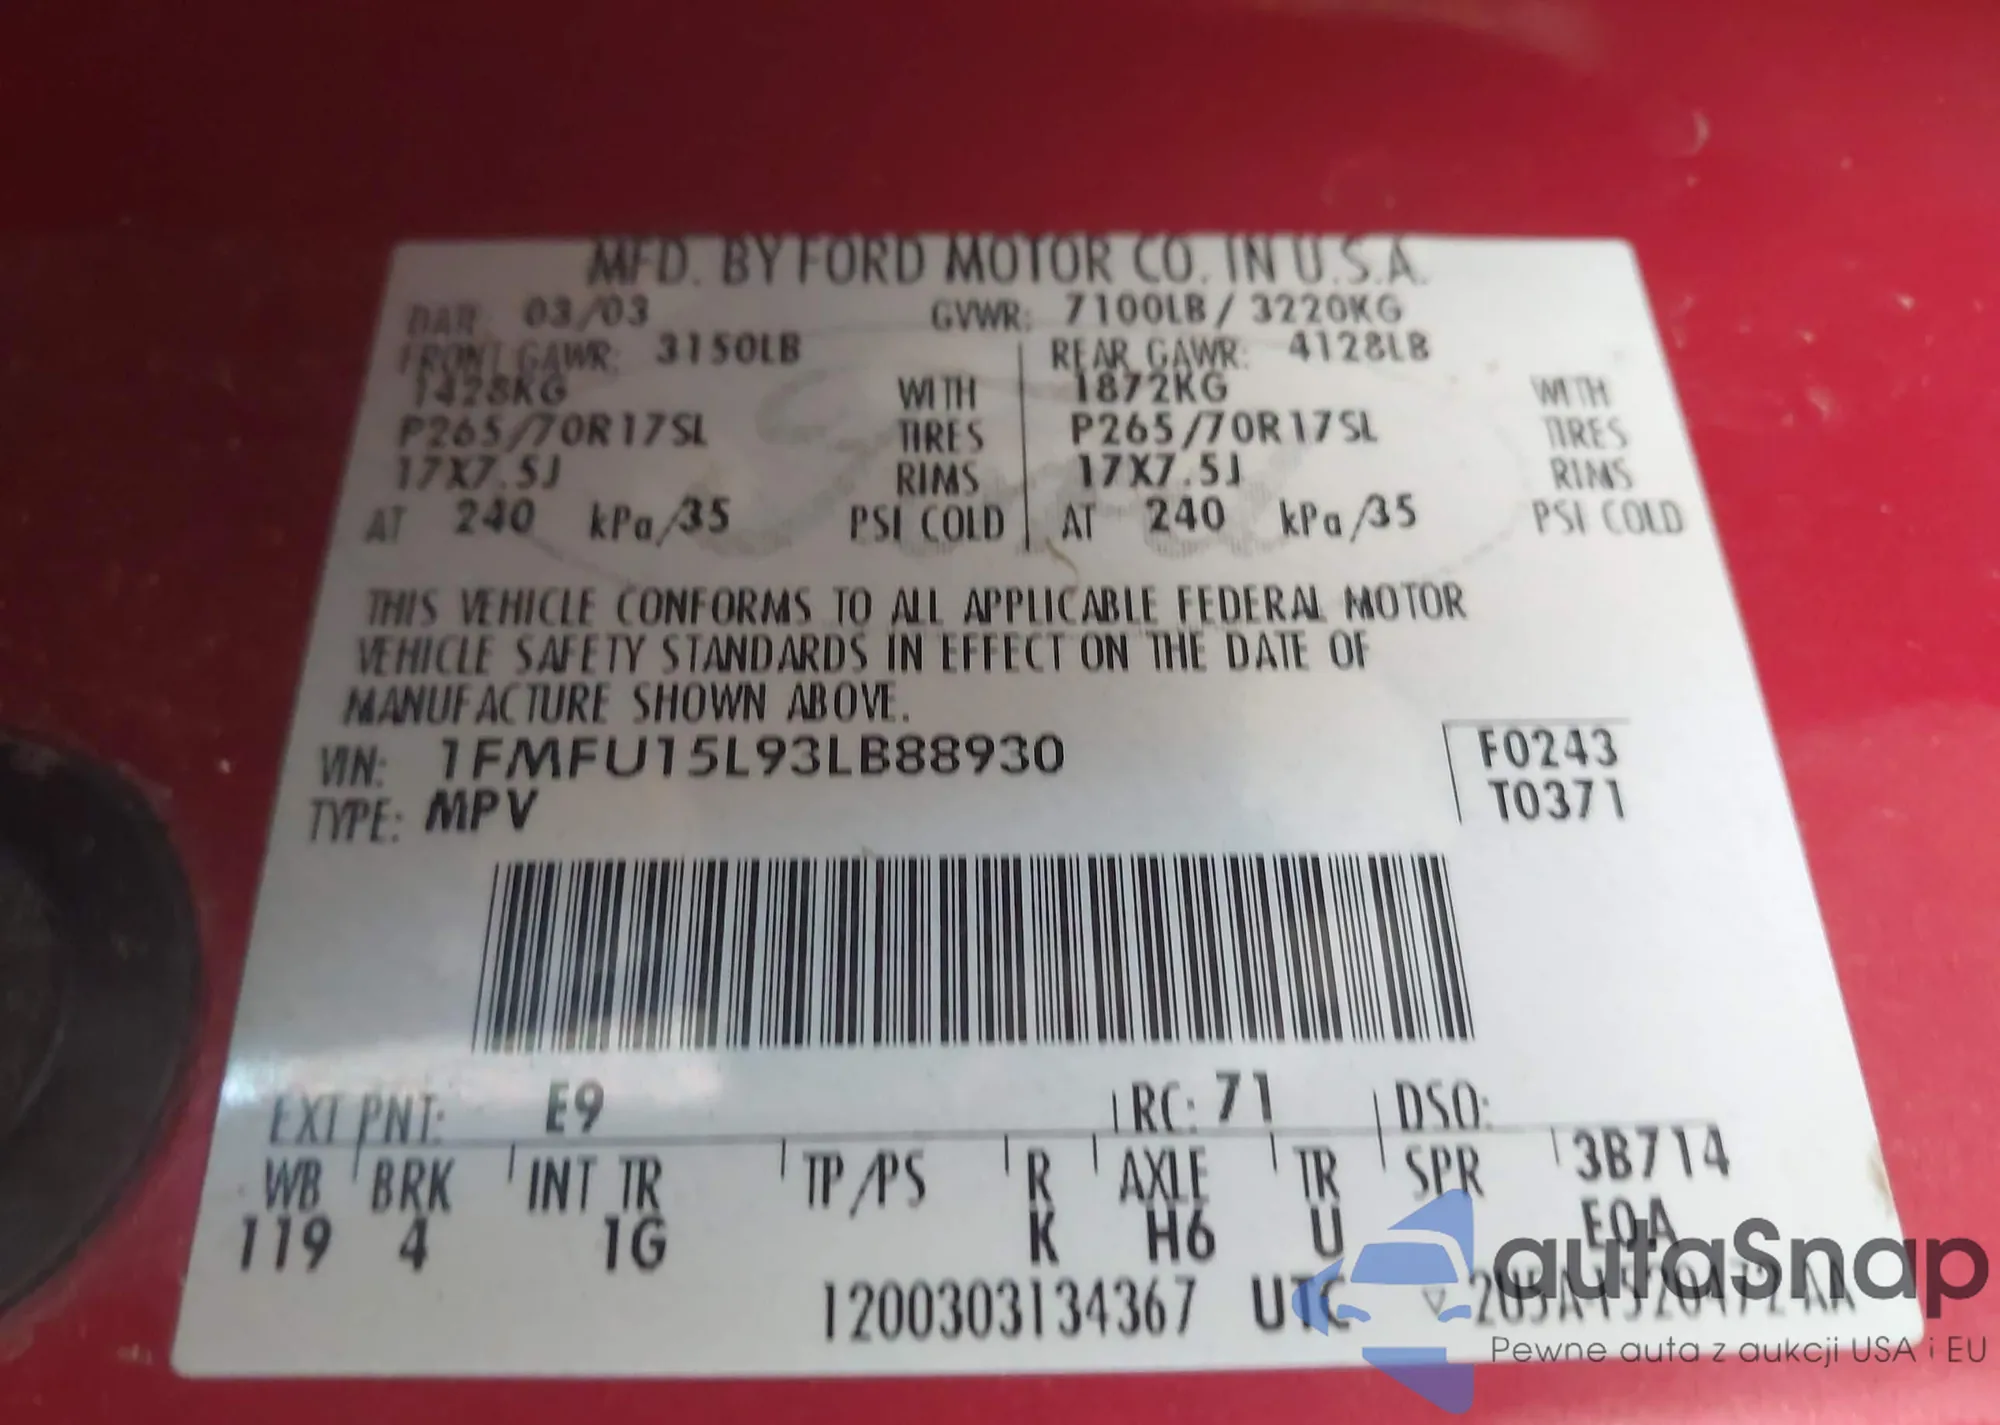 MFD. BY FORD MOTOR CO. IN U.S.A.
DATE: 03/03 GVWR: 7100LB / 3220KG
FRONT GAWR: 3150LB REAR GAWR: 4128LB
1428KG WITH 1872KG WITH
P265/70R17SL TIRES P265/70R17SL TIRES
17X7.5J RIMS 17X7.5J RIMS
AT 240 kPa/35 PSI COLD AT 240 kPa/35 PSI COLD
THIS VEHICLE CONFORMS TO ALL APPLICABLE FEDERAL MOTOR
VEHICLE SAFETY STANDARDS IN EFFECT ON THE DATE OF
MANUFACTURE SHOWN ABOVE.
VIN: 1FMFU15L93LB88930 F0243
TYPE: MPV T0371
EXT PNT: E9 RC: 71 DSO:
WB BRK INT TR TP/PS R AXLE TR SPR 3B714
119 4 1G K H6 U E0A
1200303134367 UTC
autaSnap
Pewne auta z aukcji USA i EU